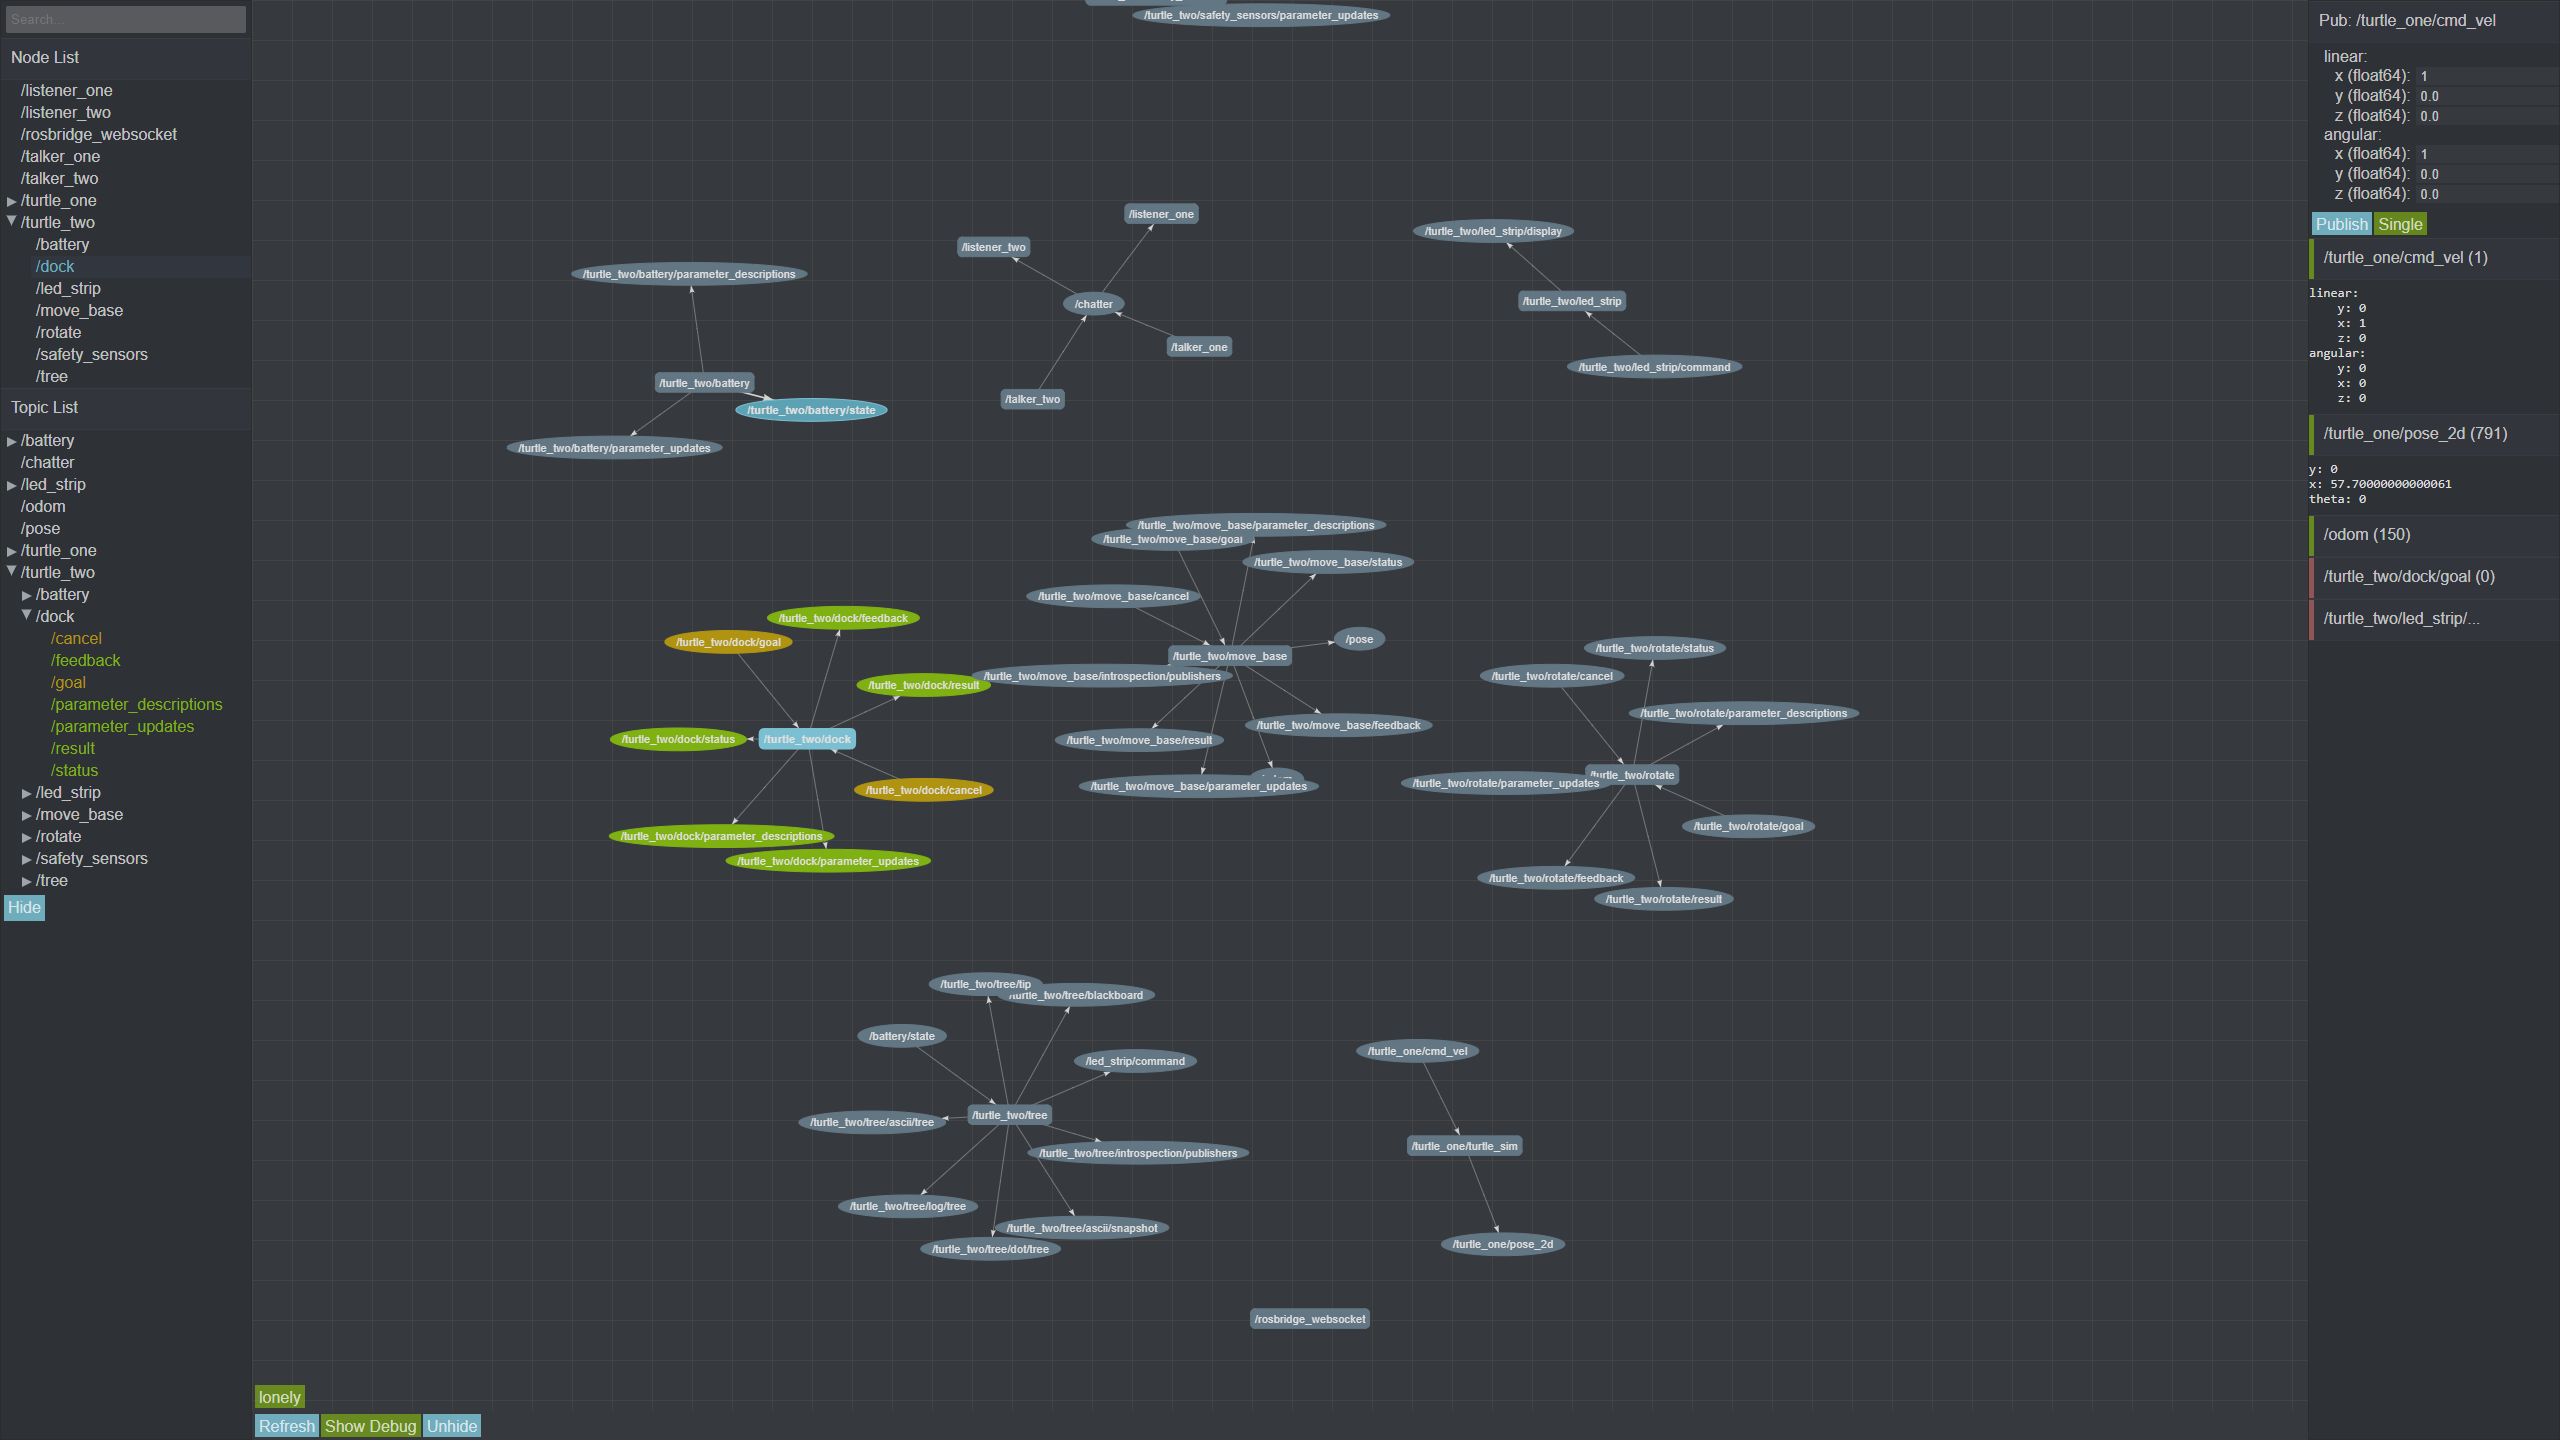 Search...
Node List
/listener_one
/listener_two
/rosbridge_websocket
/talker_one
/talker_two
/turtle_one
/turtle_two
/battery
/dock
/led_strip
/move_base
/rotate
/safety_sensors
/tree
Topic List
/battery
/chatter
/led_strip
/odom
/pose
/turtle_one
/turtle_two
/battery
/dock
/cancel
/feedback
/goal
/parameter_descriptions
/parameter_updates
/result
/status
/led_strip
/move_base
/rotate
/safety_sensors
/tree
Hide
/turtle_two/safety_sensors/parameter_updates
/listener_one
/listener_two
/chatter
/talker_one
/talker_two
/turtle_two/led_strip/display
/turtle_two/led_strip
/turtle_two/led_strip/command
/turtle_two/battery/parameter_descriptions
/turtle_two/battery
/turtle_two/battery/state
/turtle_two/battery/parameter_updates
/turtle_two/move_base/parameter_descriptions
/turtle_two/move_base/goal
/turtle_two/move_base/status
/turtle_two/move_base/cancel
/pose
/turtle_two/move_base
/turtle_two/move_base/introspection/publishers
/turtle_two/move_base/feedback
/turtle_two/move_base/result
/turtle_two/move_base/parameter_updates
/turtle_two/dock/feedback
/turtle_two/dock/goal
/turtle_two/dock/result
/turtle_two/dock/status
/turtle_two/dock
/turtle_two/dock/cancel
/turtle_two/dock/parameter_descriptions
/turtle_two/dock/parameter_updates
/turtle_two/rotate/status
/turtle_two/rotate/cancel
/turtle_two/rotate/parameter_descriptions
/turtle_two/rotate
/turtle_two/rotate/parameter_updates
/turtle_two/rotate/goal
/turtle_two/rotate/feedback
/turtle_two/rotate/result
/turtle_two/tree/tip
/turtle_two/tree/blackboard
/battery/state
/led_strip/command
/turtle_two/tree
/turtle_two/tree/ascii/tree
/turtle_two/tree/introspection/publishers
/turtle_two/tree/log/tree
/turtle_two/tree/ascii/snapshot
/turtle_two/tree/dot/tree
/turtle_one/cmd_vel
/turtle_one/turtle_sim
/turtle_one/pose_2d
/rosbridge_websocket
lonely
Refresh Show Debug Unhide
Pub: /turtle_one/cmd_vel
linear:
x (float64): 1
y (float64): 0.0
z (float64): 0.0
angular:
x (float64): 1
y (float64): 0.0
z (float64): 0.0
Publish Single
/turtle_one/cmd_vel (1)
linear:
y: 0
x: 1
z: 0
angular:
y: 0
x: 0
z: 0
/turtle_one/pose_2d (791)
y: 0
x: 57.70000000000061
theta: 0
/odom (150)
/turtle_two/dock/goal (0)
/turtle_two/led_strip/...